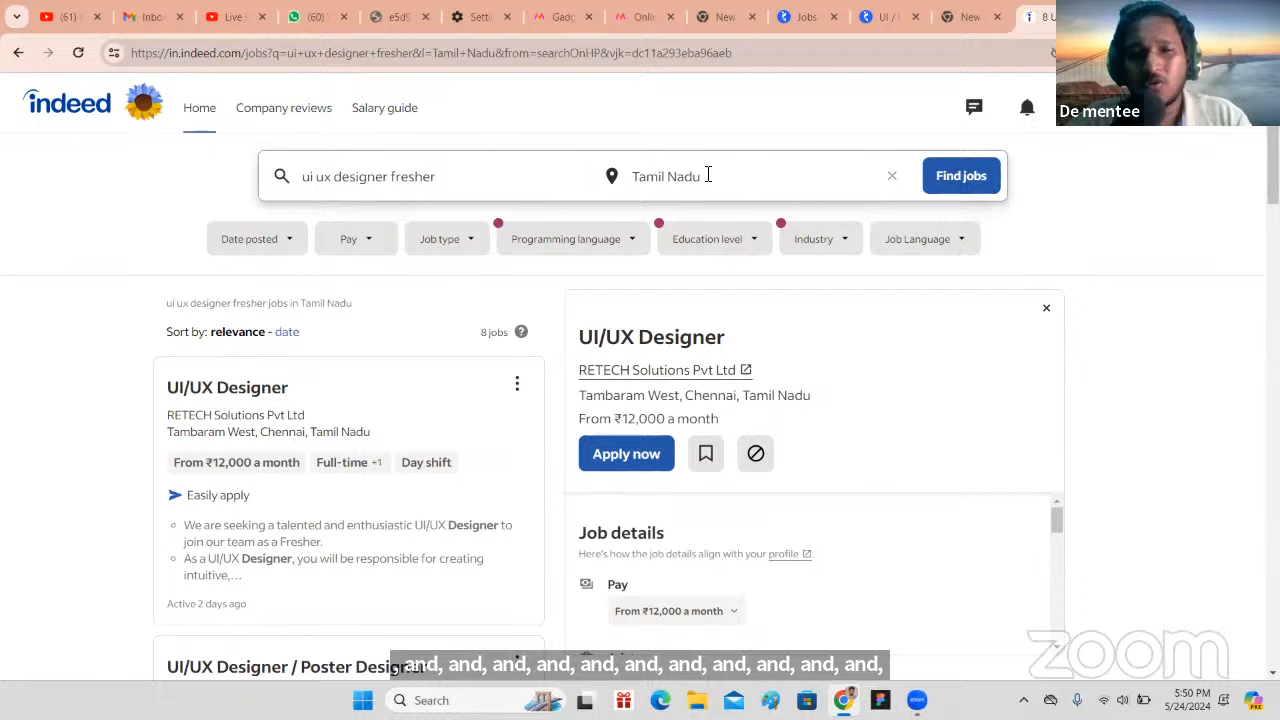 (61)
Live
Inbox
eSdS
Setti
Gadg
Onlin
New
Jobs
UI /
New
8 U
https://in.indeed.com/jobs?q=ui+ux+designer+fresher&l=Tamil+Nadu&from=searchOnHP&vjk=dc11a293eba96aeb
De mentee
indeed
Home
Company reviews
Salary guide
ui ux designer fresher
Tamil Nadu
Find jobs
Date posted
Pay
Job type
Programming language
Education level
Industry
Job Language
ui ux designer fresher jobs in Tamil Nadu
Sort by: relevance - date
8 jobs
UI/UX Designer
RETECH Solutions Pvt Ltd
Tambaram West, Chennai, Tamil Nadu
From ₹12,000 a month
Full-time +1
Day shift
Easily apply
We are seeking a talented and enthusiastic UI/UX Designer to
join our team as a Fresher.
As a UI/UX Designer, you will be responsible for creating
intuitive,…
Active 2 days ago
UI/UX Designer / Poster Designer
UI/UX Designer
RETECH Solutions Pvt Ltd
Tambaram West, Chennai, Tamil Nadu
From ₹12,000 a month
Apply now
Job details
Here's how the job details align with your profile.
Pay
From ₹12,000 a month
, and, and, and, and, and, and, and, and, and, and, and,
zoom
Search
5:50 PM
5/24/2024
PRE